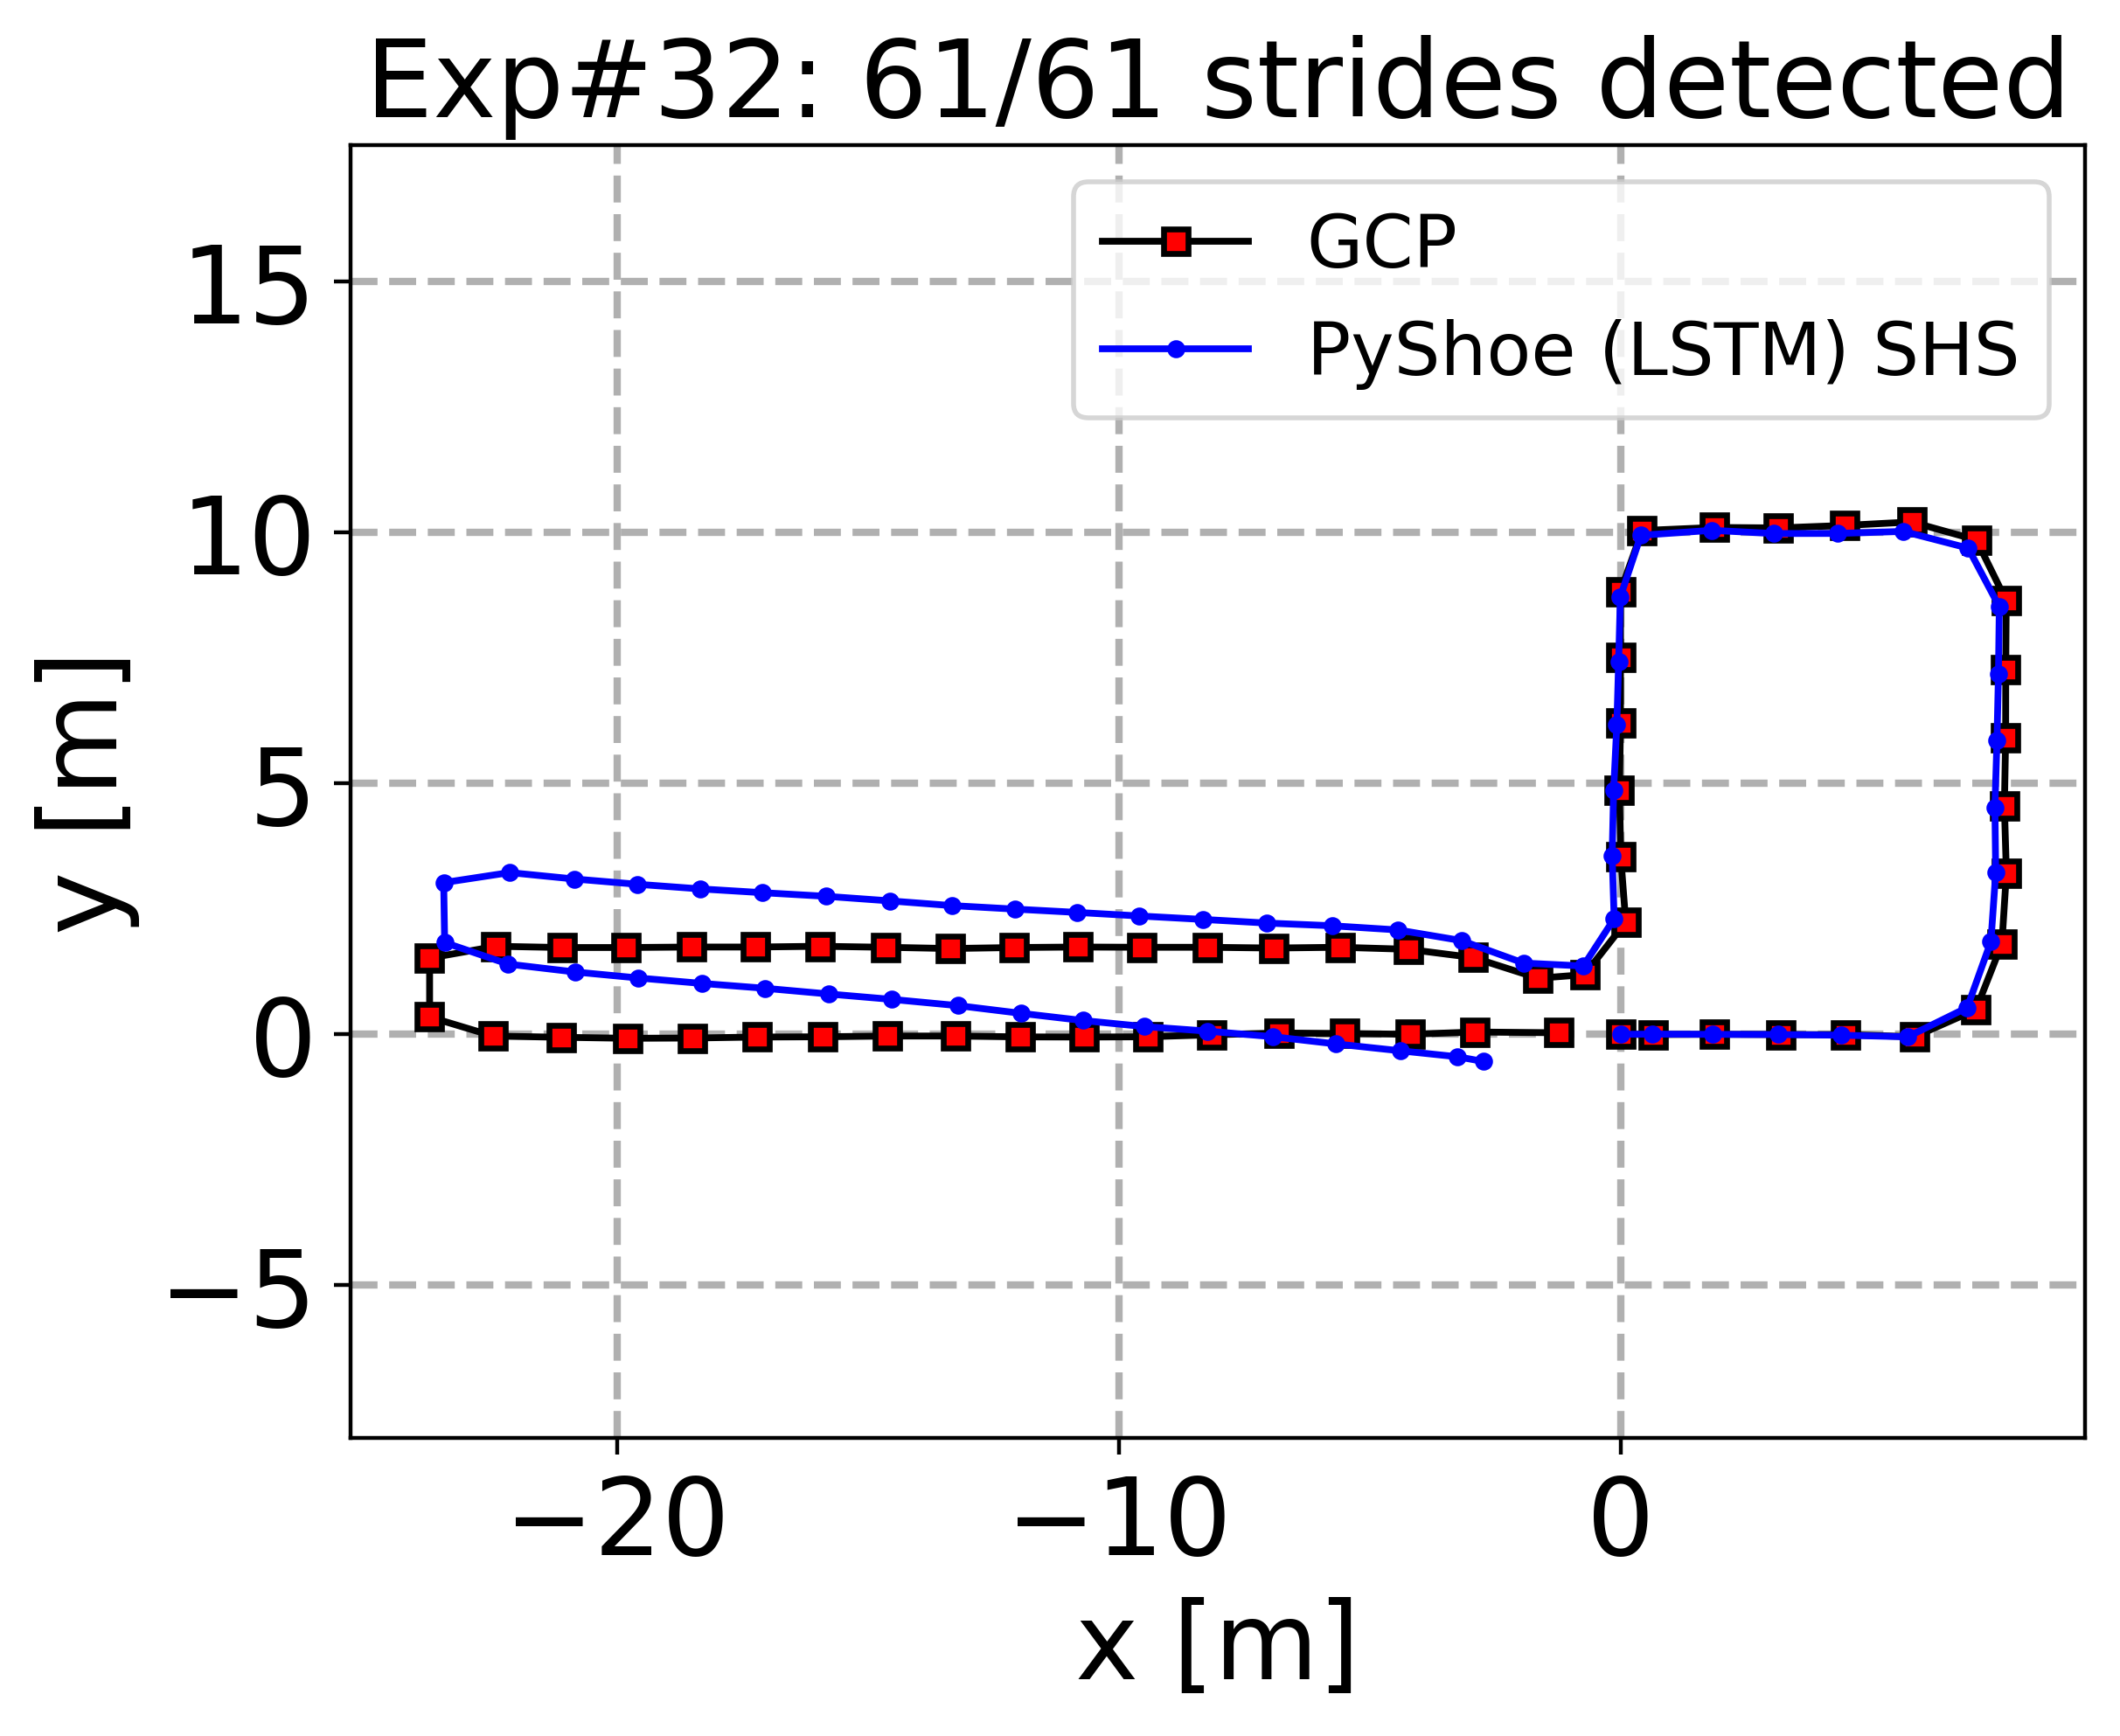 Exp#32: 61/61 strides detected
GCP
PyShoe (LSTM) SHS
15
10
5
0
−5
y [m]
−20
−10
0
x [m]